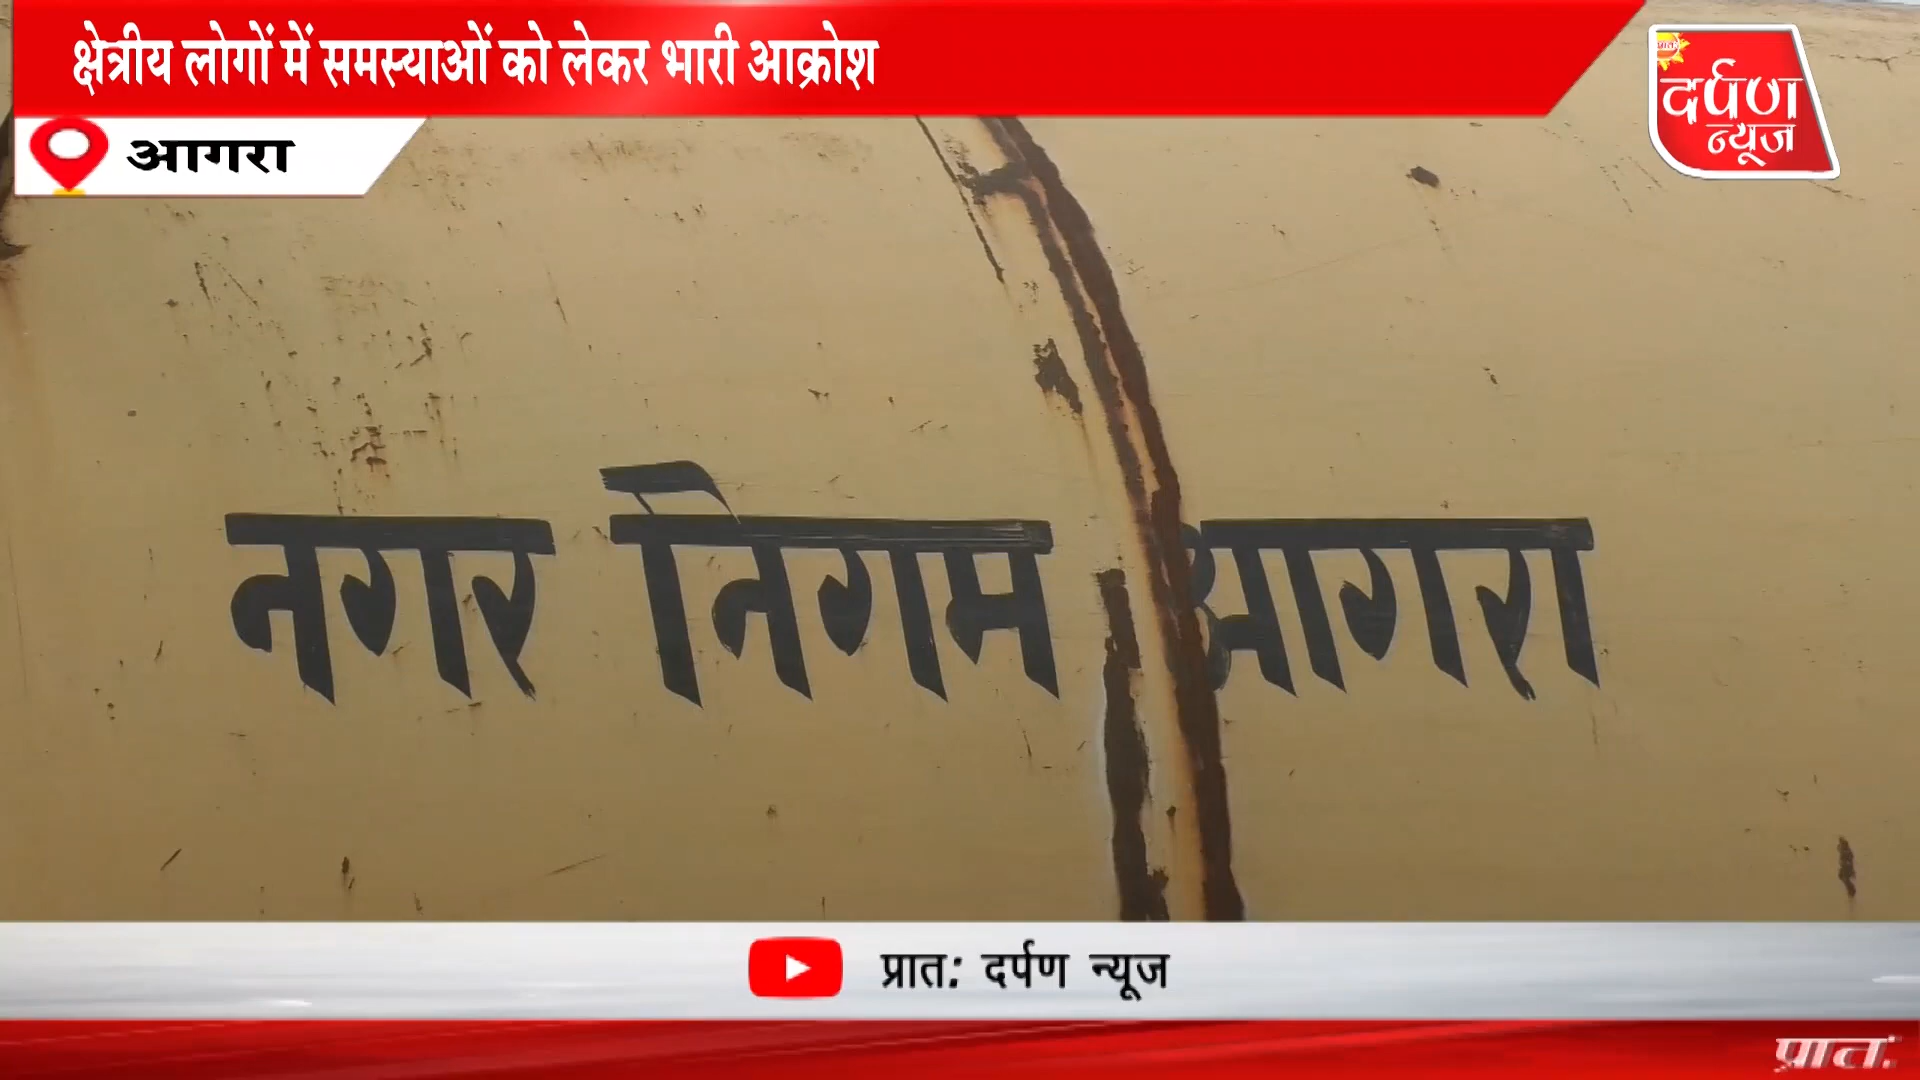 क्षेत्रीय लोगों में समस्याओं को लेकर भारी आक्रोश
आगरा
प्रातः
दर्पण
न्यूज
नगर निगम आगरा
प्रात: दर्पण न्यूज
प्रातः